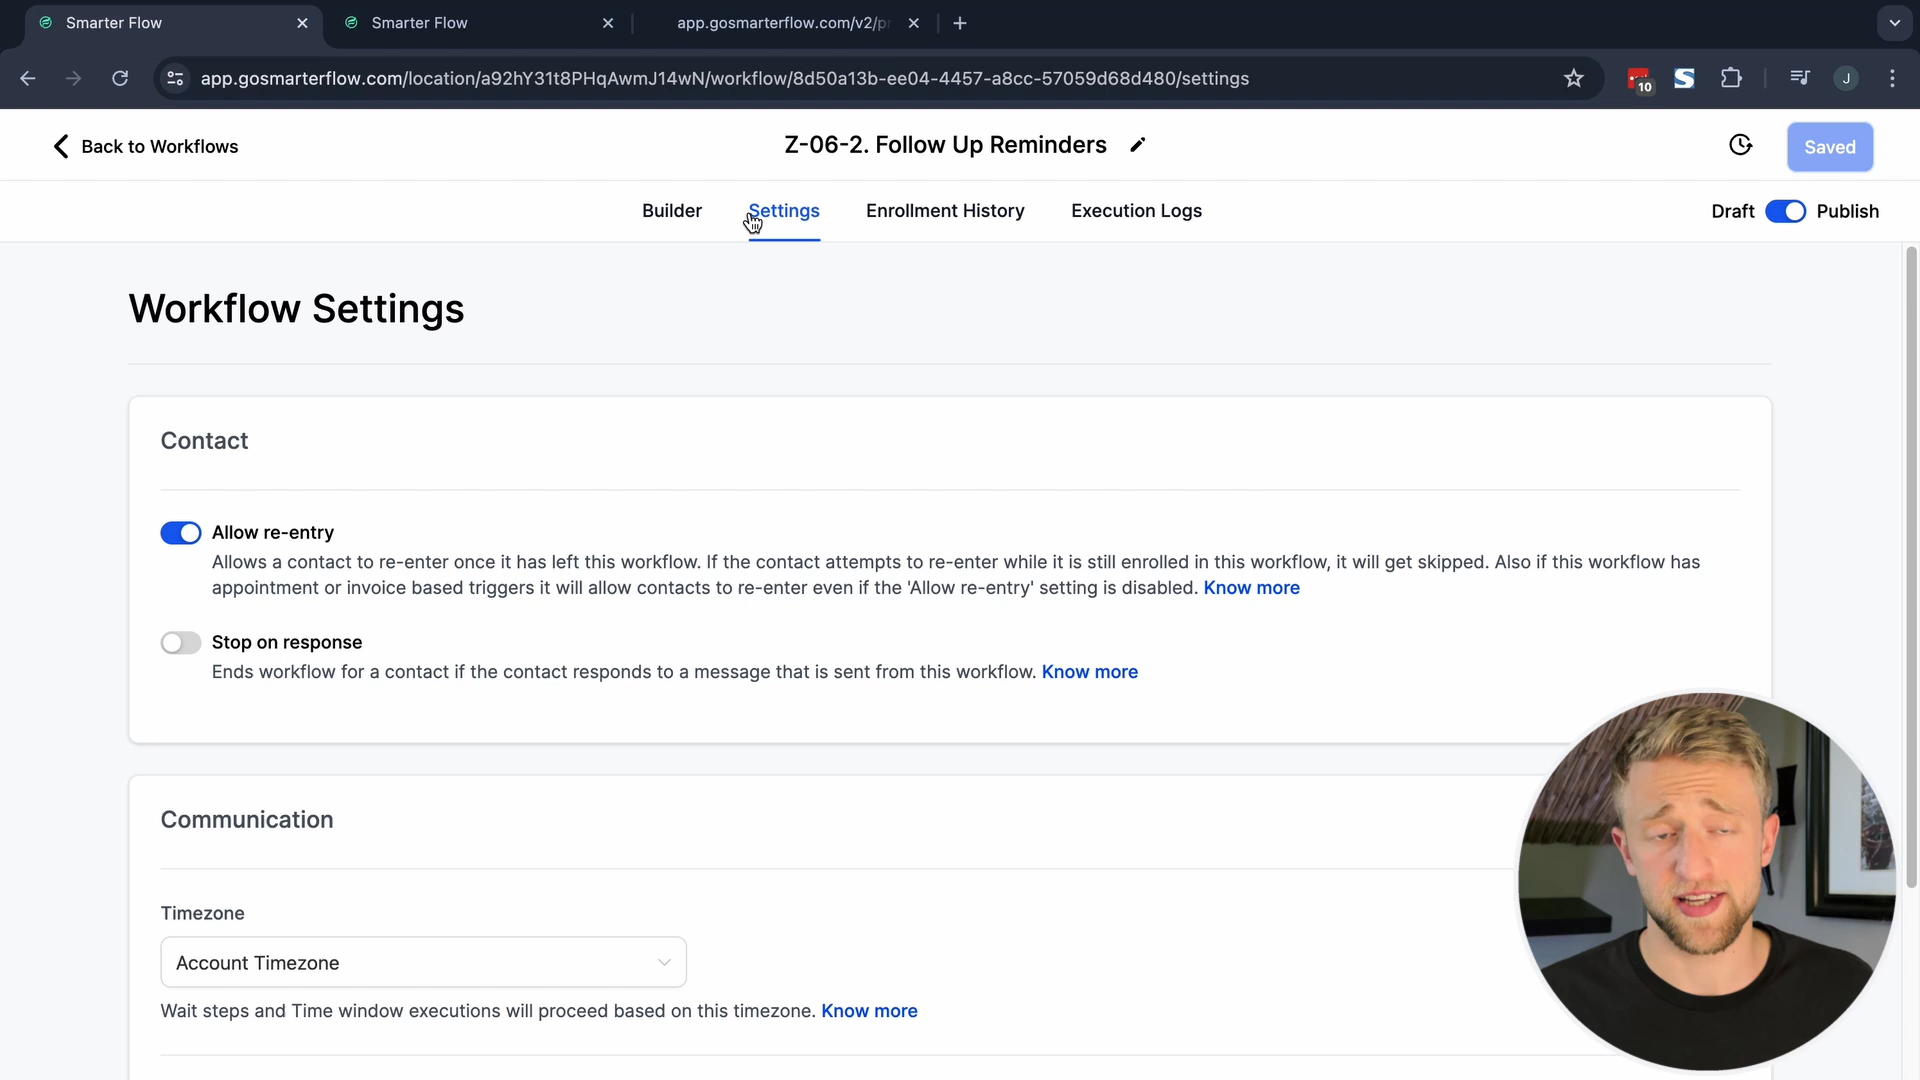 Smarter Flow
Smarter Flow
app.gosmarterflow.com/v2/pr
app.gosmarterflow.com/location/a92hY31t8PHqAwmJ14wN/workflow/8d50a13b-ee04-4457-a8cc-57059d68d480/settings
10
J
Back to Workflows
Z-06-2. Follow Up Reminders
Saved
Builder
Settings
Enrollment History
Execution Logs
Draft
Publish
Workflow Settings
Contact
Allow re-entry
Allows a contact to re-enter once it has left this workflow. If the contact attempts to re-enter while it is still enrolled in this workflow, it will get skipped. Also if this workflow has
appointment or invoice based triggers it will allow contacts to re-enter even if the 'Allow re-entry' setting is disabled. Know more
Stop on response
Ends workflow for a contact if the contact responds to a message that is sent from this workflow. Know more
Communication
Timezone
Account Timezone
Wait steps and Time window executions will proceed based on this timezone. Know more